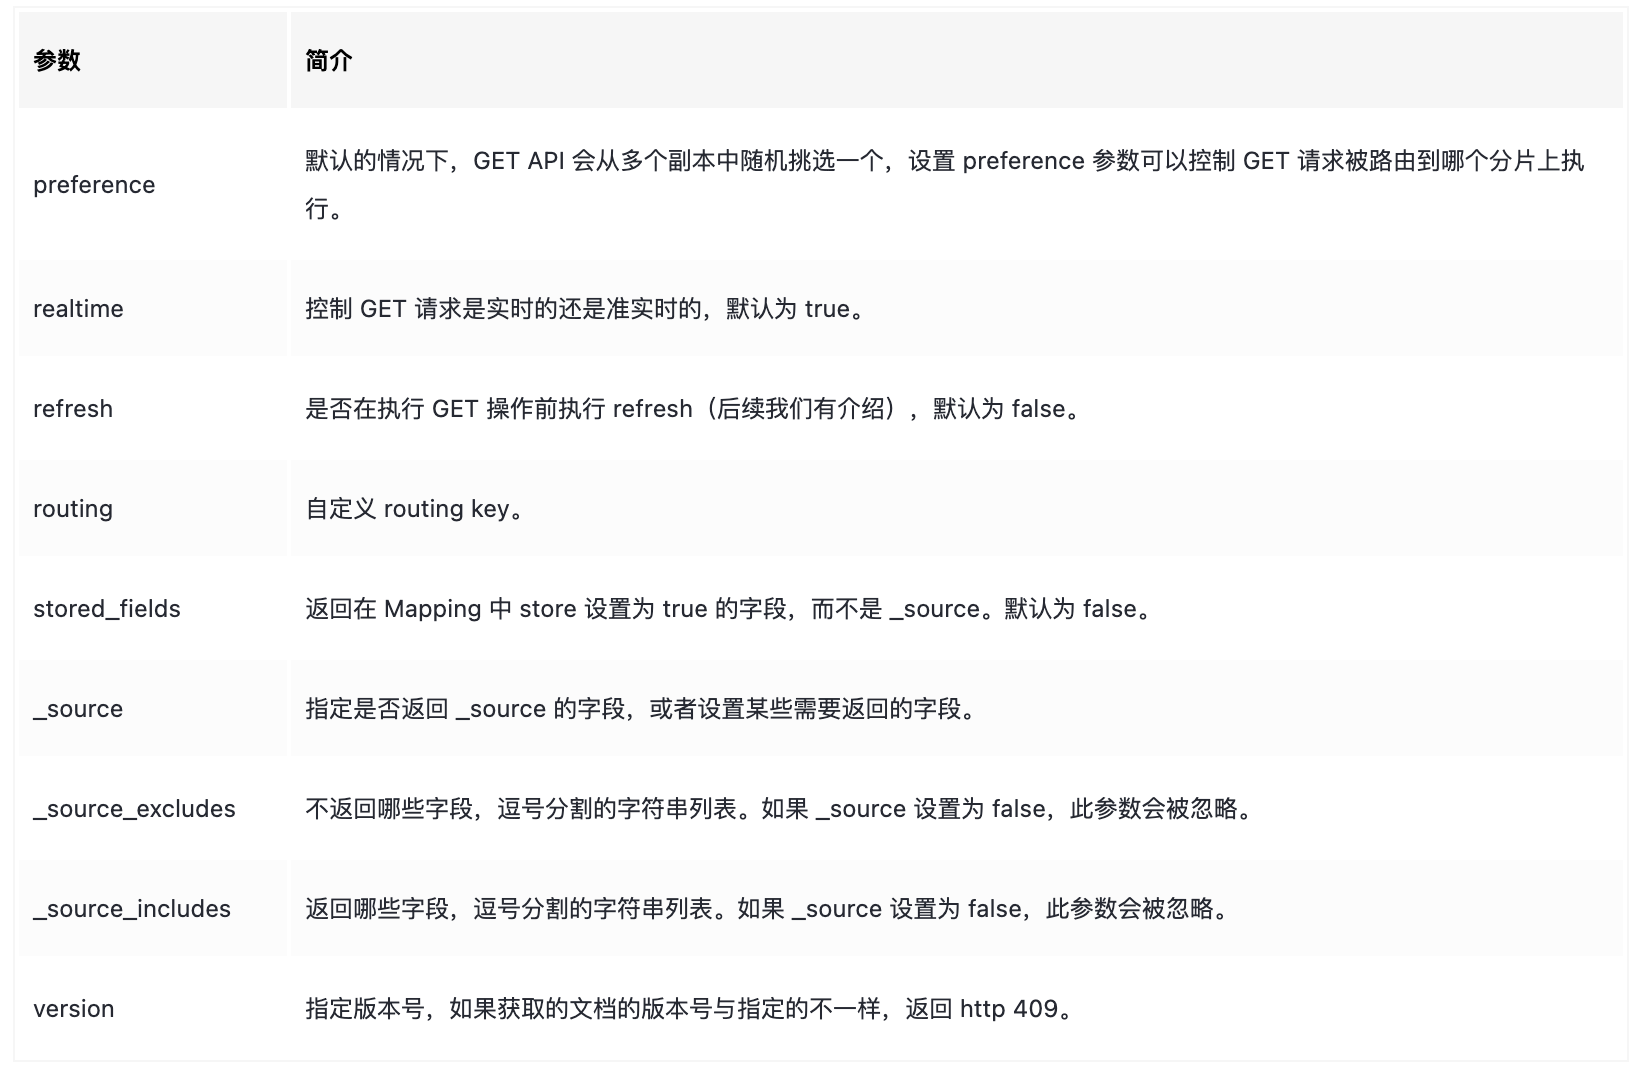 参数
简介
preference
默认的情况下，GET API 会从多个副本中随机挑选一个，设置 preference 参数可以控制 GET 请求被路由到哪个分片上执
行。
realtime
控制 GET 请求是实时的还是准实时的，默认为 true。
refresh
是否在执行 GET 操作前执行 refresh（后续我们有介绍），默认为 false。
routing
自定义 routing key。
stored_fields
返回在 Mapping 中 store 设置为 true 的字段，而不是 _source。默认为 false。
_source
指定是否返回 _source 的字段，或者设置某些需要返回的字段。
_source_excludes
不返回哪些字段，逗号分割的字符串列表。如果 _source 设置为 false，此参数会被忽略。
_source_includes
返回哪些字段，逗号分割的字符串列表。如果 _source 设置为 false，此参数会被忽略。
version
指定版本号，如果获取的文档的版本号与指定的不一样，返回 http 409。